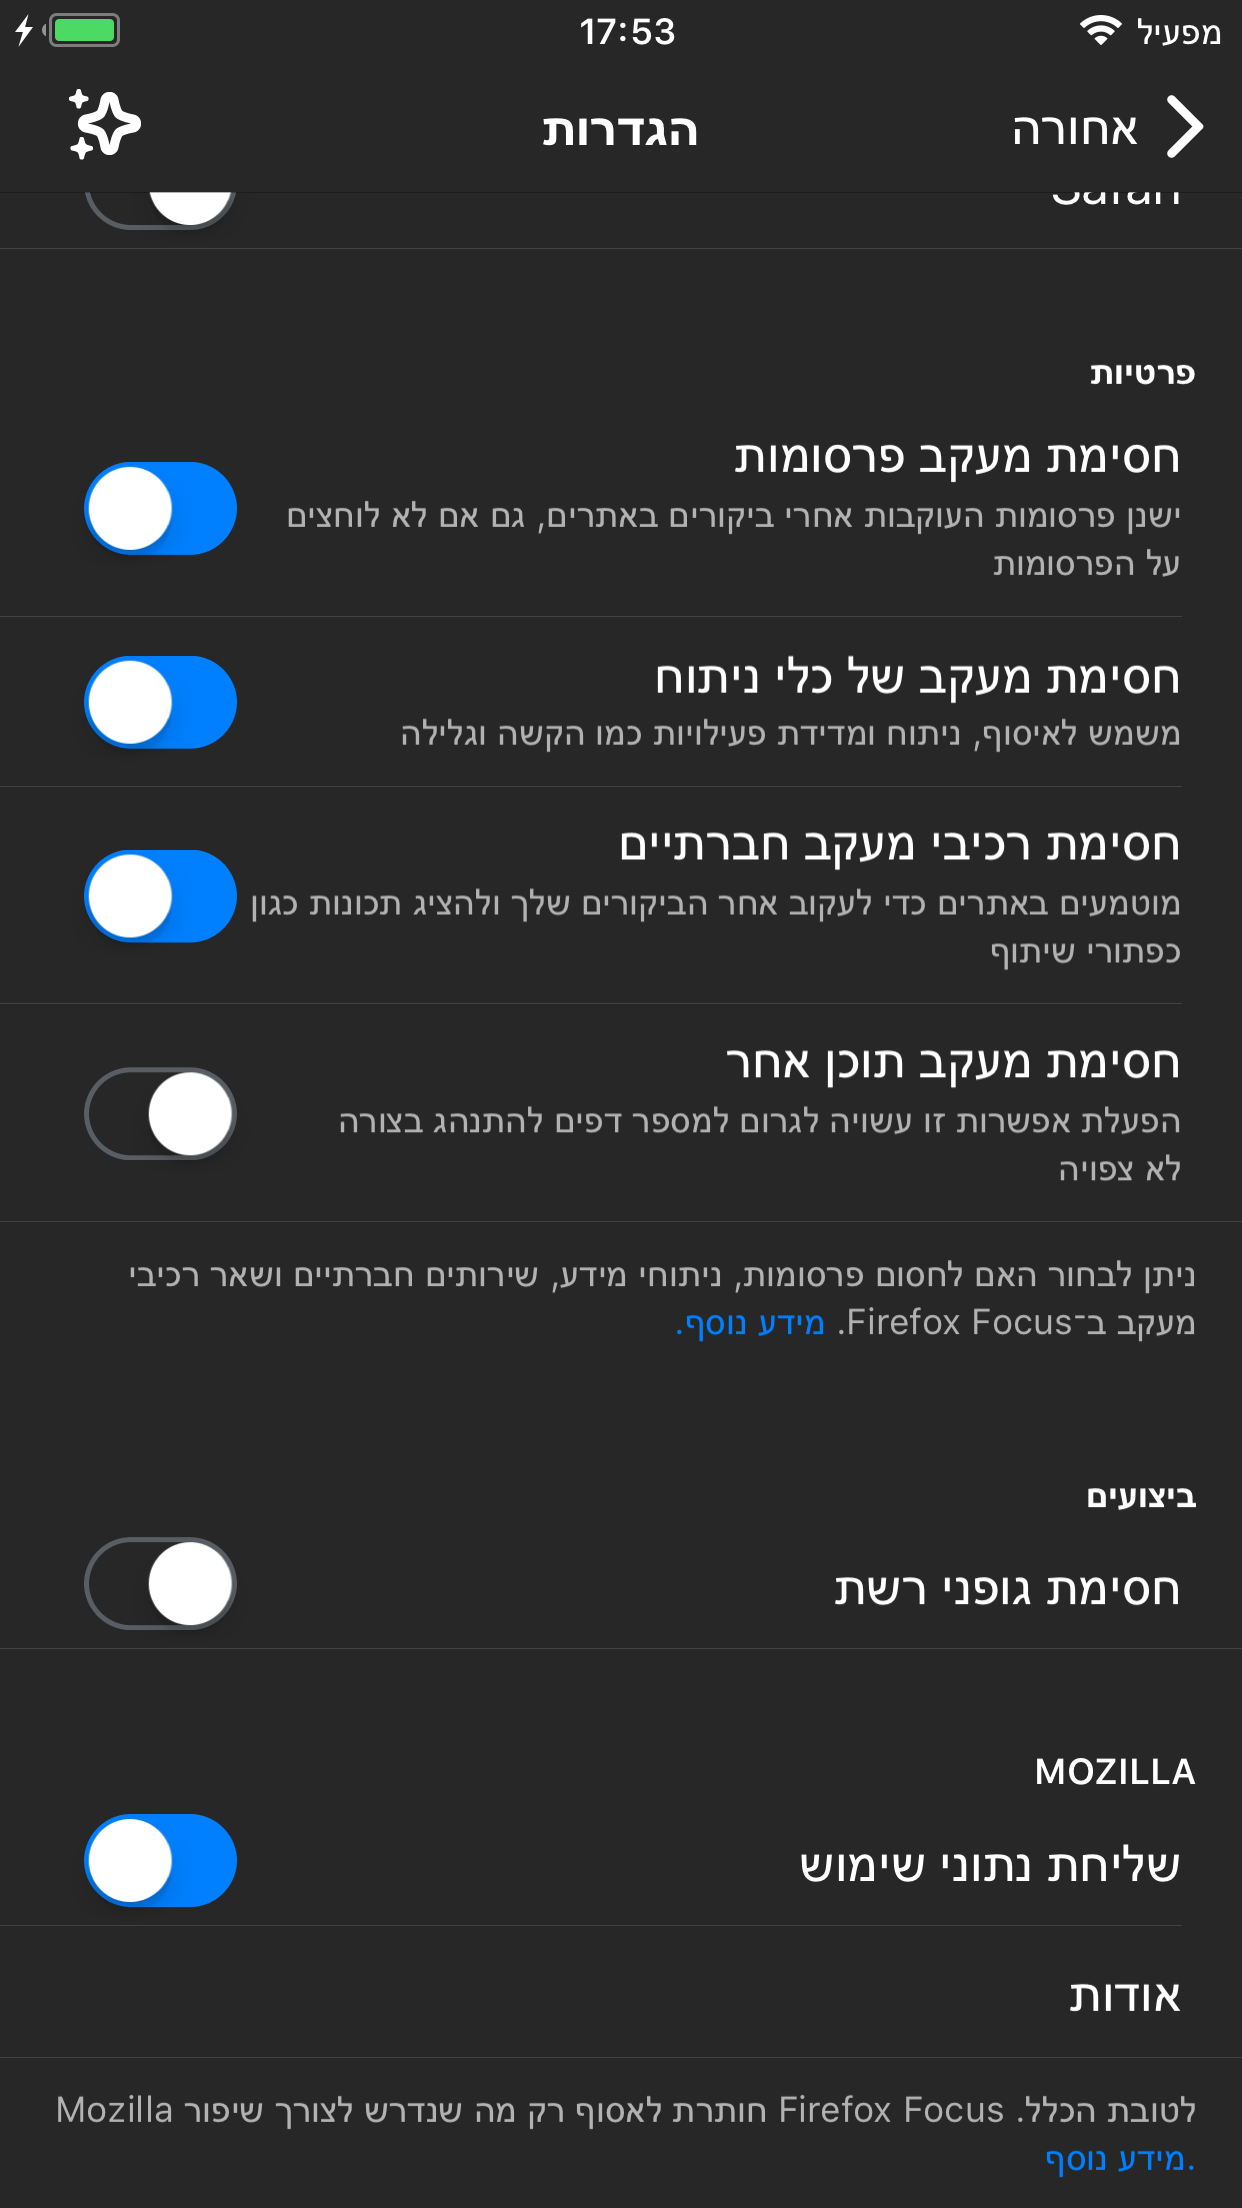 17:53
מפעיל
אחורה
הגדרות
Safari
פרטיות
חסימת מעקב פרסומות
ישנן פרסומות העוקבות אחרי ביקורים באתרים, גם אם לא לוחצים
על הפרסומות
חסימת מעקב של כלי ניתוח
משמש לאיסוף, ניתוח ומדידת פעילויות כמו הקשה וגלילה
חסימת רכיבי מעקב חברתיים
מוטמעים באתרים כדי לעקוב אחר הביקורים שלך ולהציג תכונות כגון
כפתורי שיתוף
חסימת מעקב תוכן אחר
הפעלת אפשרות זו עשויה לגרום למספר דפים להתנהג בצורה
לא צפויה
ניתן לבחור האם לחסום פרסומות, ניתוחי מידע, שירותים חברתיים ושאר רכיבי
מעקב ב־Firefox Focus. מידע נוסף.
ביצועים
חסימת גופני רשת
MOZILLA
שליחת נתוני שימוש
אודות
Mozilla חותרת לאסוף רק מה שנדרש לצורך שיפור Firefox Focus לטובת הכלל.
מידע נוסף.